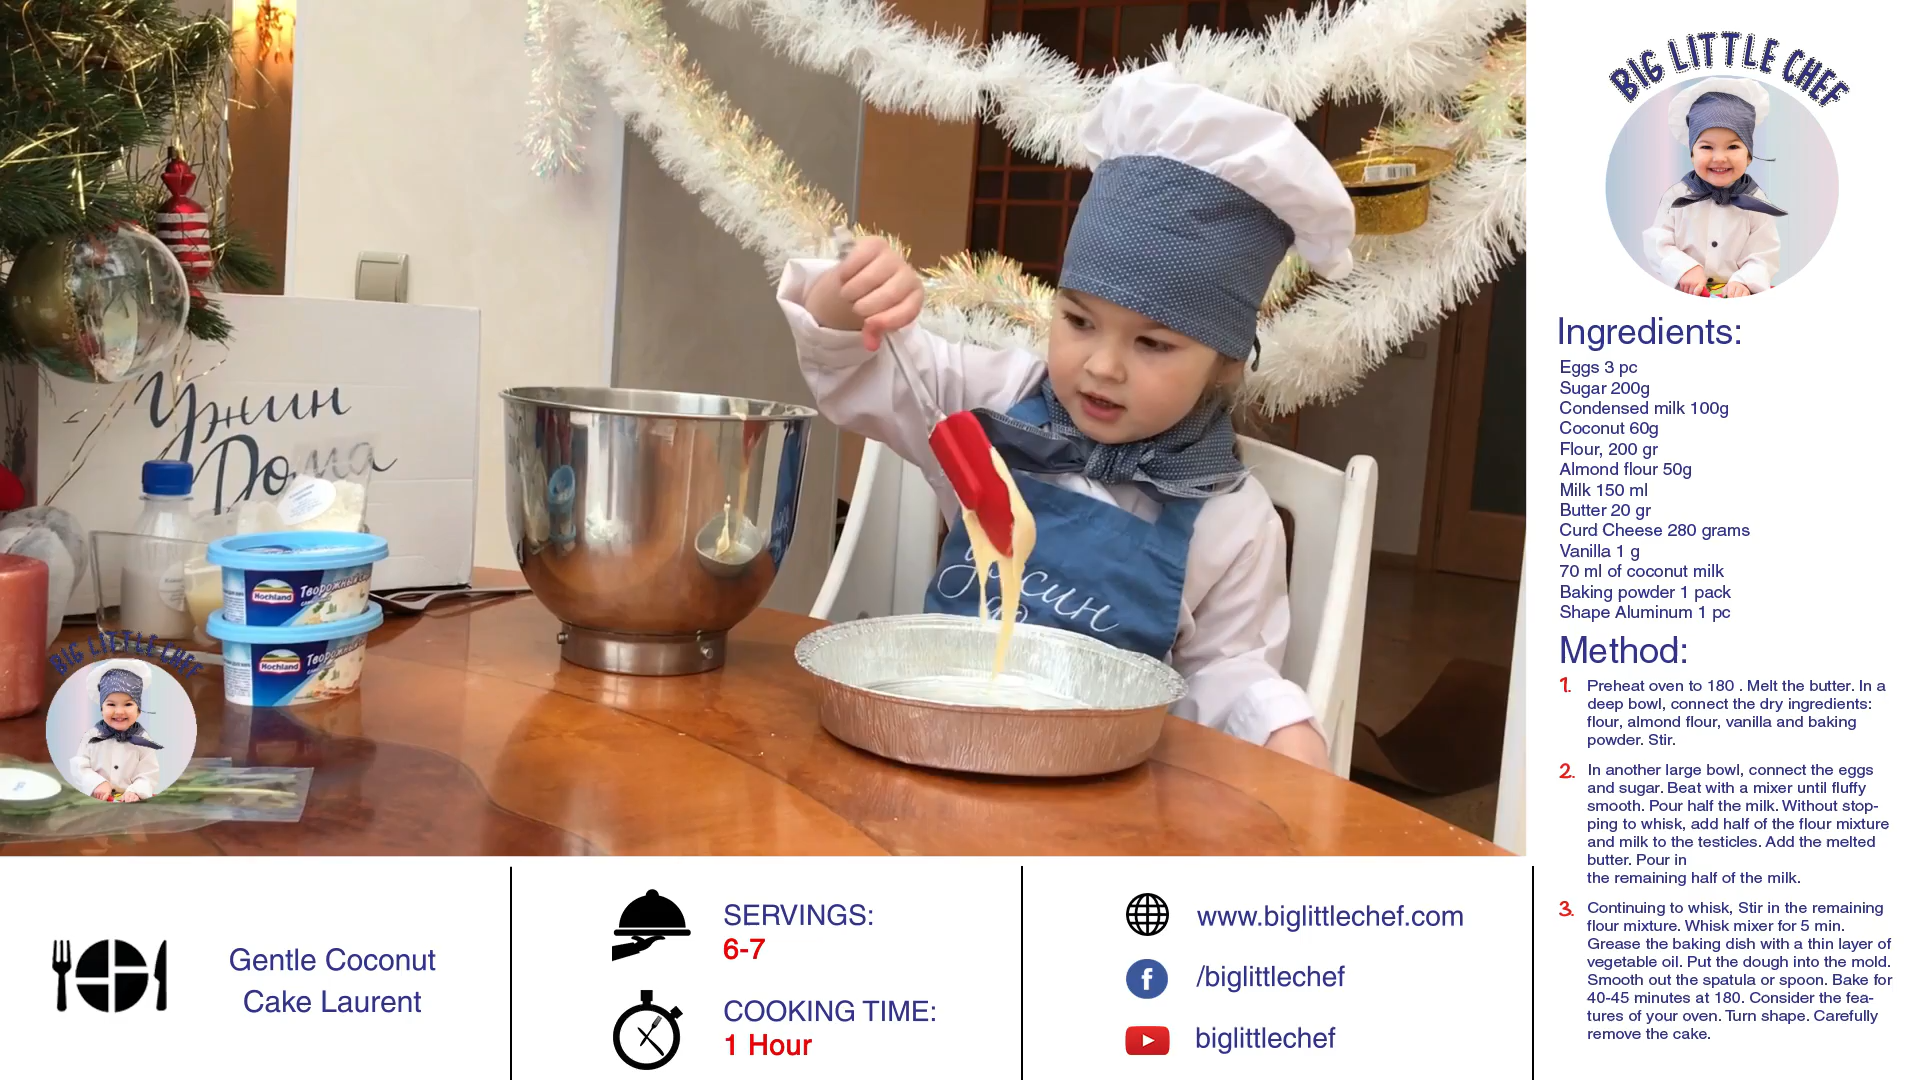 BIG LITTLE CHEF
Ужин
Дома
Hochland
Творожный
Hochland
Творожный
BIG LITTLE CHEF
ужин
Ingredients:
Eggs 3 pc
Sugar 200g
Condensed milk 100g
Coconut 60g
Flour, 200 gr
Almond flour 50g
Milk 150 ml
Butter 20 gr
Curd Cheese 280 grams
Vanilla 1 g
70 ml of coconut milk
Baking powder 1 pack
Shape Aluminum 1 pc
Method:
1. Preheat oven to 180 . Melt the butter. In a
deep bowl, connect the dry ingredients:
flour, almond flour, vanilla and baking
powder. Stir.
2. In another large bowl, connect the eggs
and sugar. Beat with a mixer until fluffy
smooth. Pour half the milk. Without stop-
ping to whisk, add half of the flour mixture
and milk to the testicles. Add the melted
butter. Pour in
the remaining half of the milk.
3. Continuing to whisk, Stir in the remaining
flour mixture. Whisk mixer for 5 min.
Grease the baking dish with a thin layer of
vegetable oil. Put the dough into the mold.
Smooth out the spatula or spoon. Bake for
40-45 minutes at 180. Consider the fea-
tures of your oven. Turn shape. Carefully
remove the cake.
Gentle Coconut
Cake Laurent
SERVINGS:
6-7
COOKING TIME:
1 Hour
www.biglittlechef.com
/biglittlechef
biglittlechef